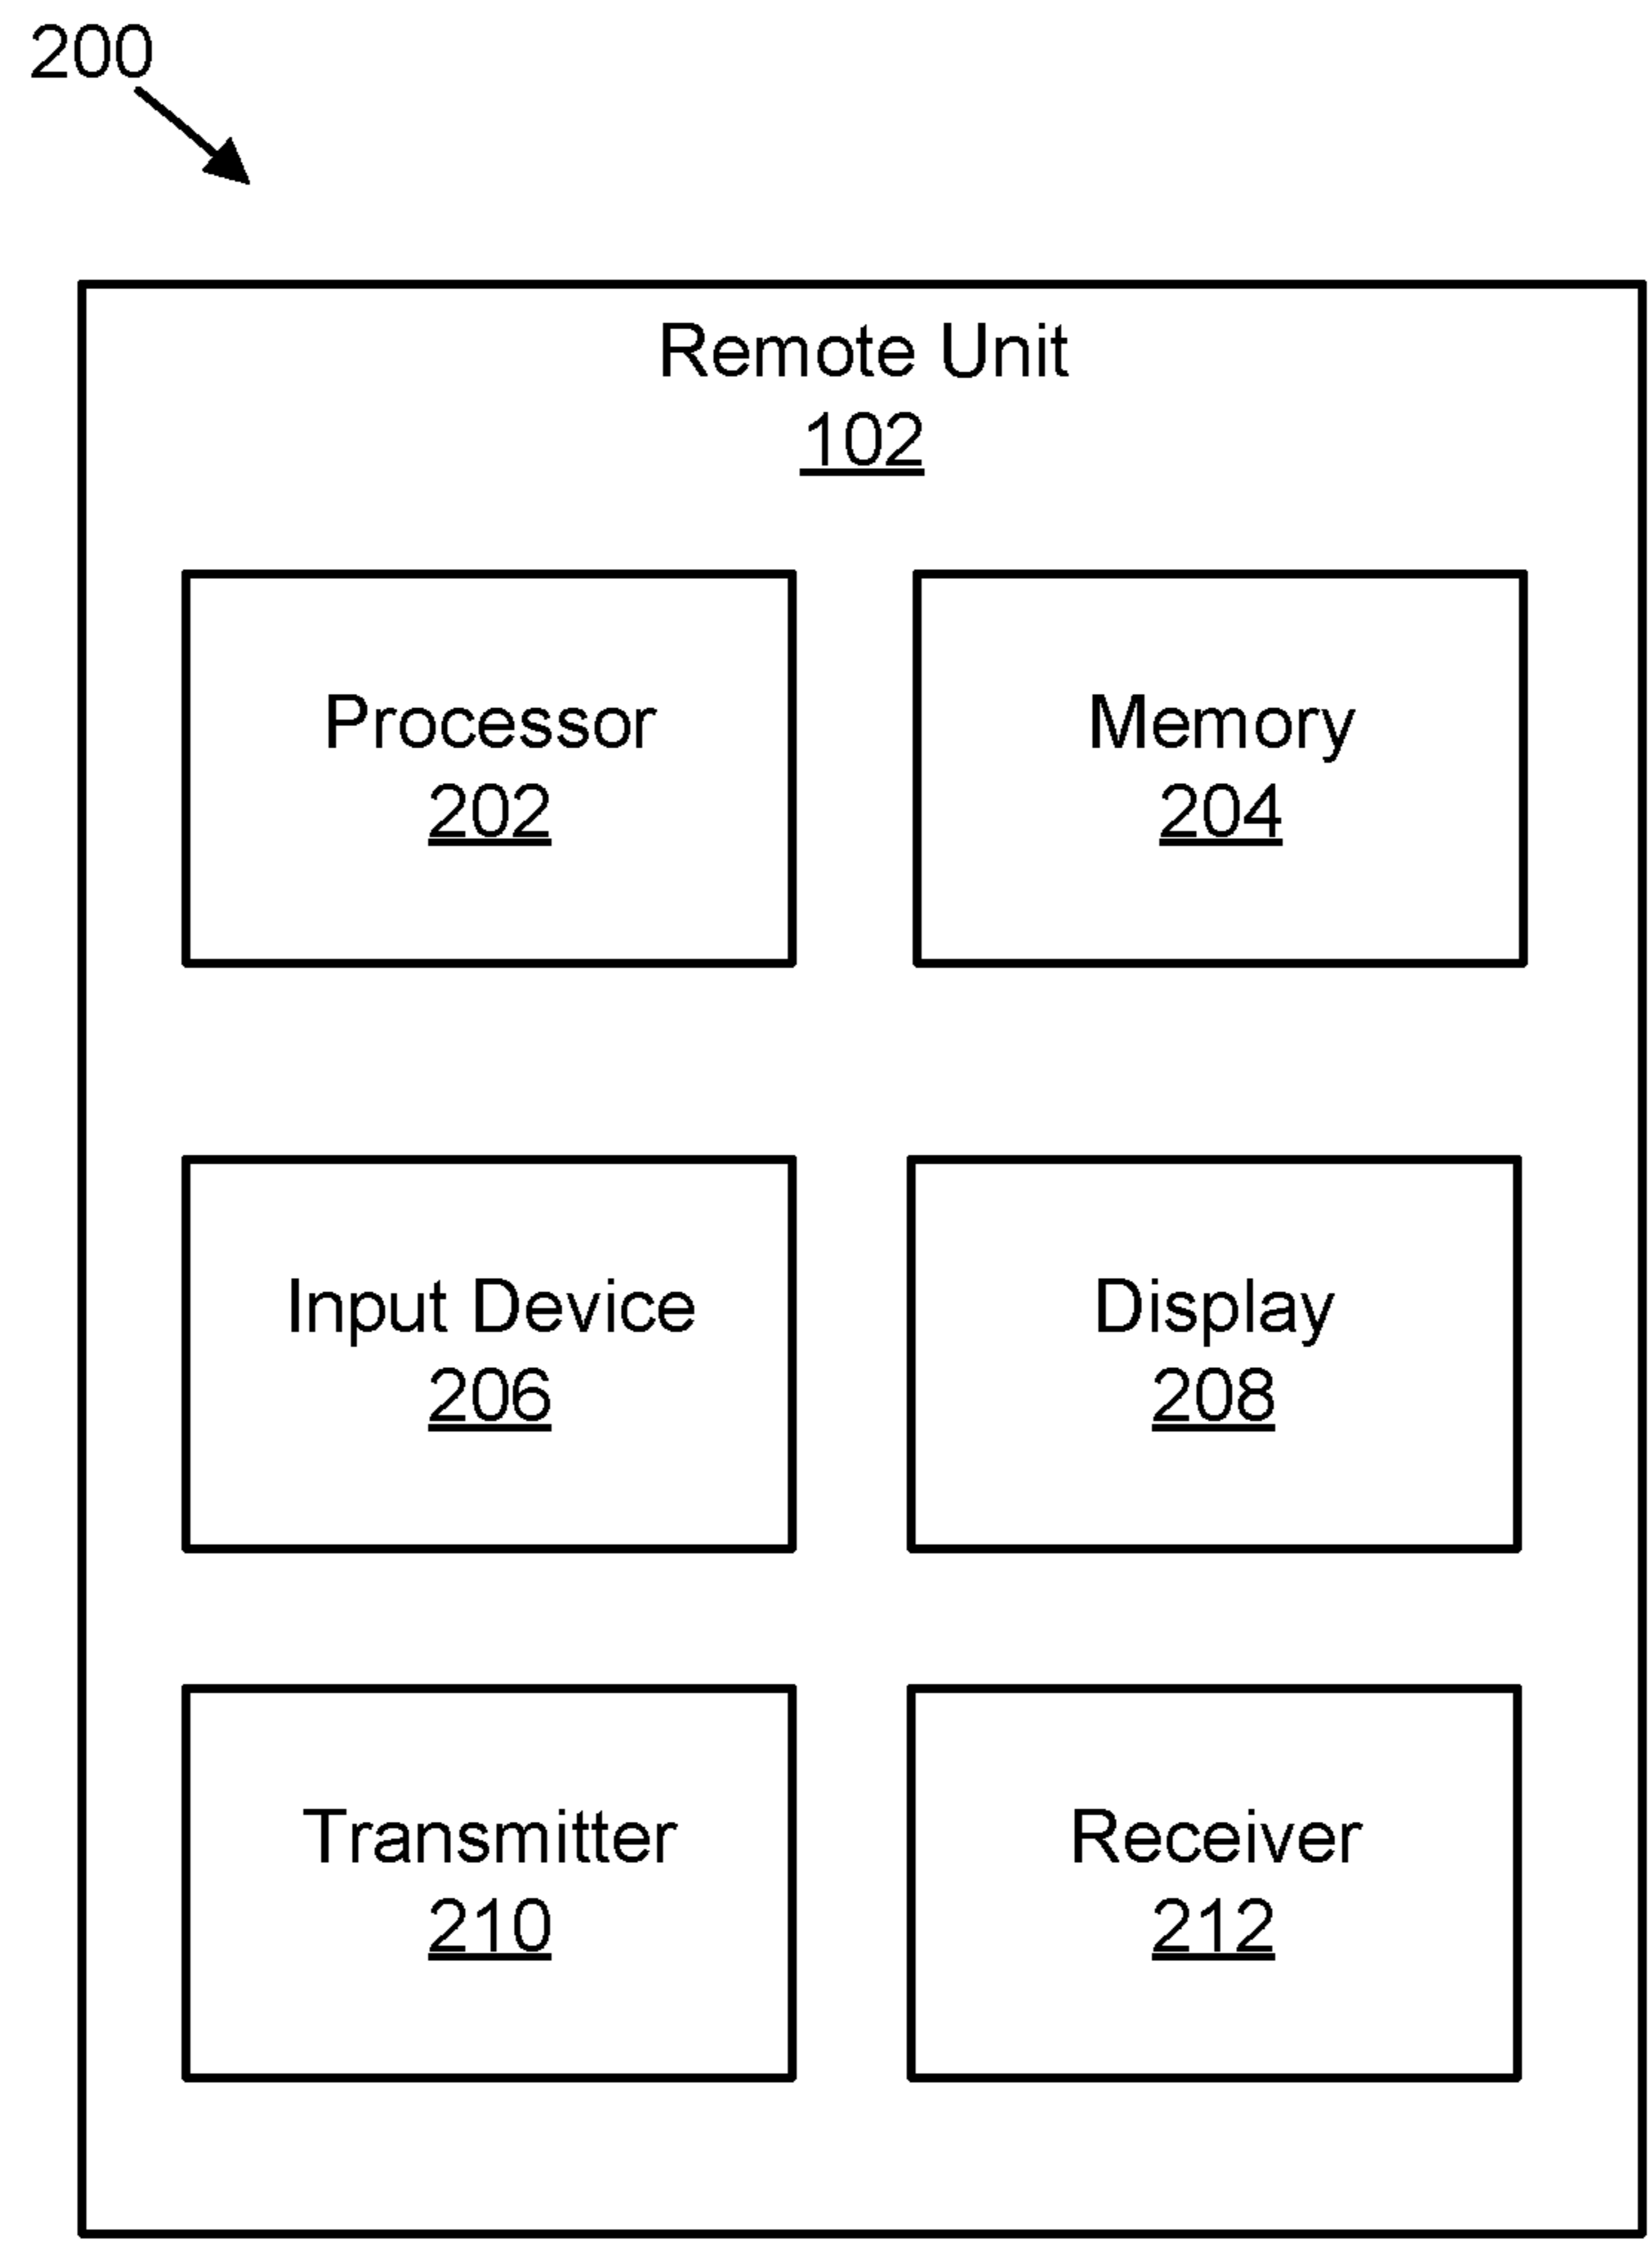 200
Remote Unit
102
Processor
202
Memory
204
Input Device
206
Display
208
Transmitter
210
Receiver
212